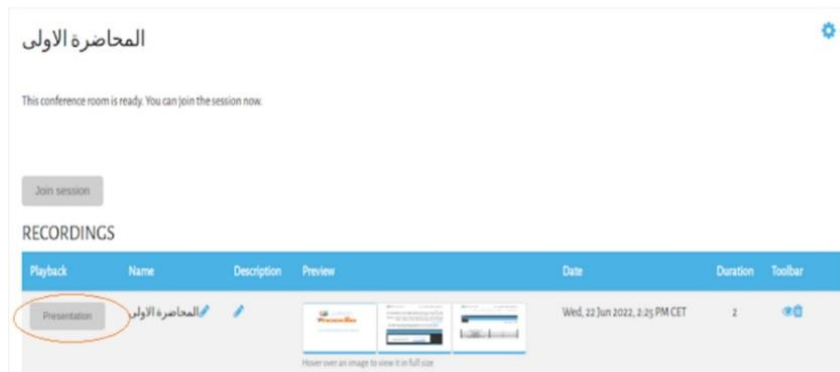 المحاضرة الاولى
This conference room is ready. You can join the session now.
Join session
RECORDINGS
Playback Name Description Preview Date Duration Toolbar
Presentation المحاضرة الاولى Wed, 22 Jun 2022, 2:25 PM CET 2
Hover over an image to view it in full size